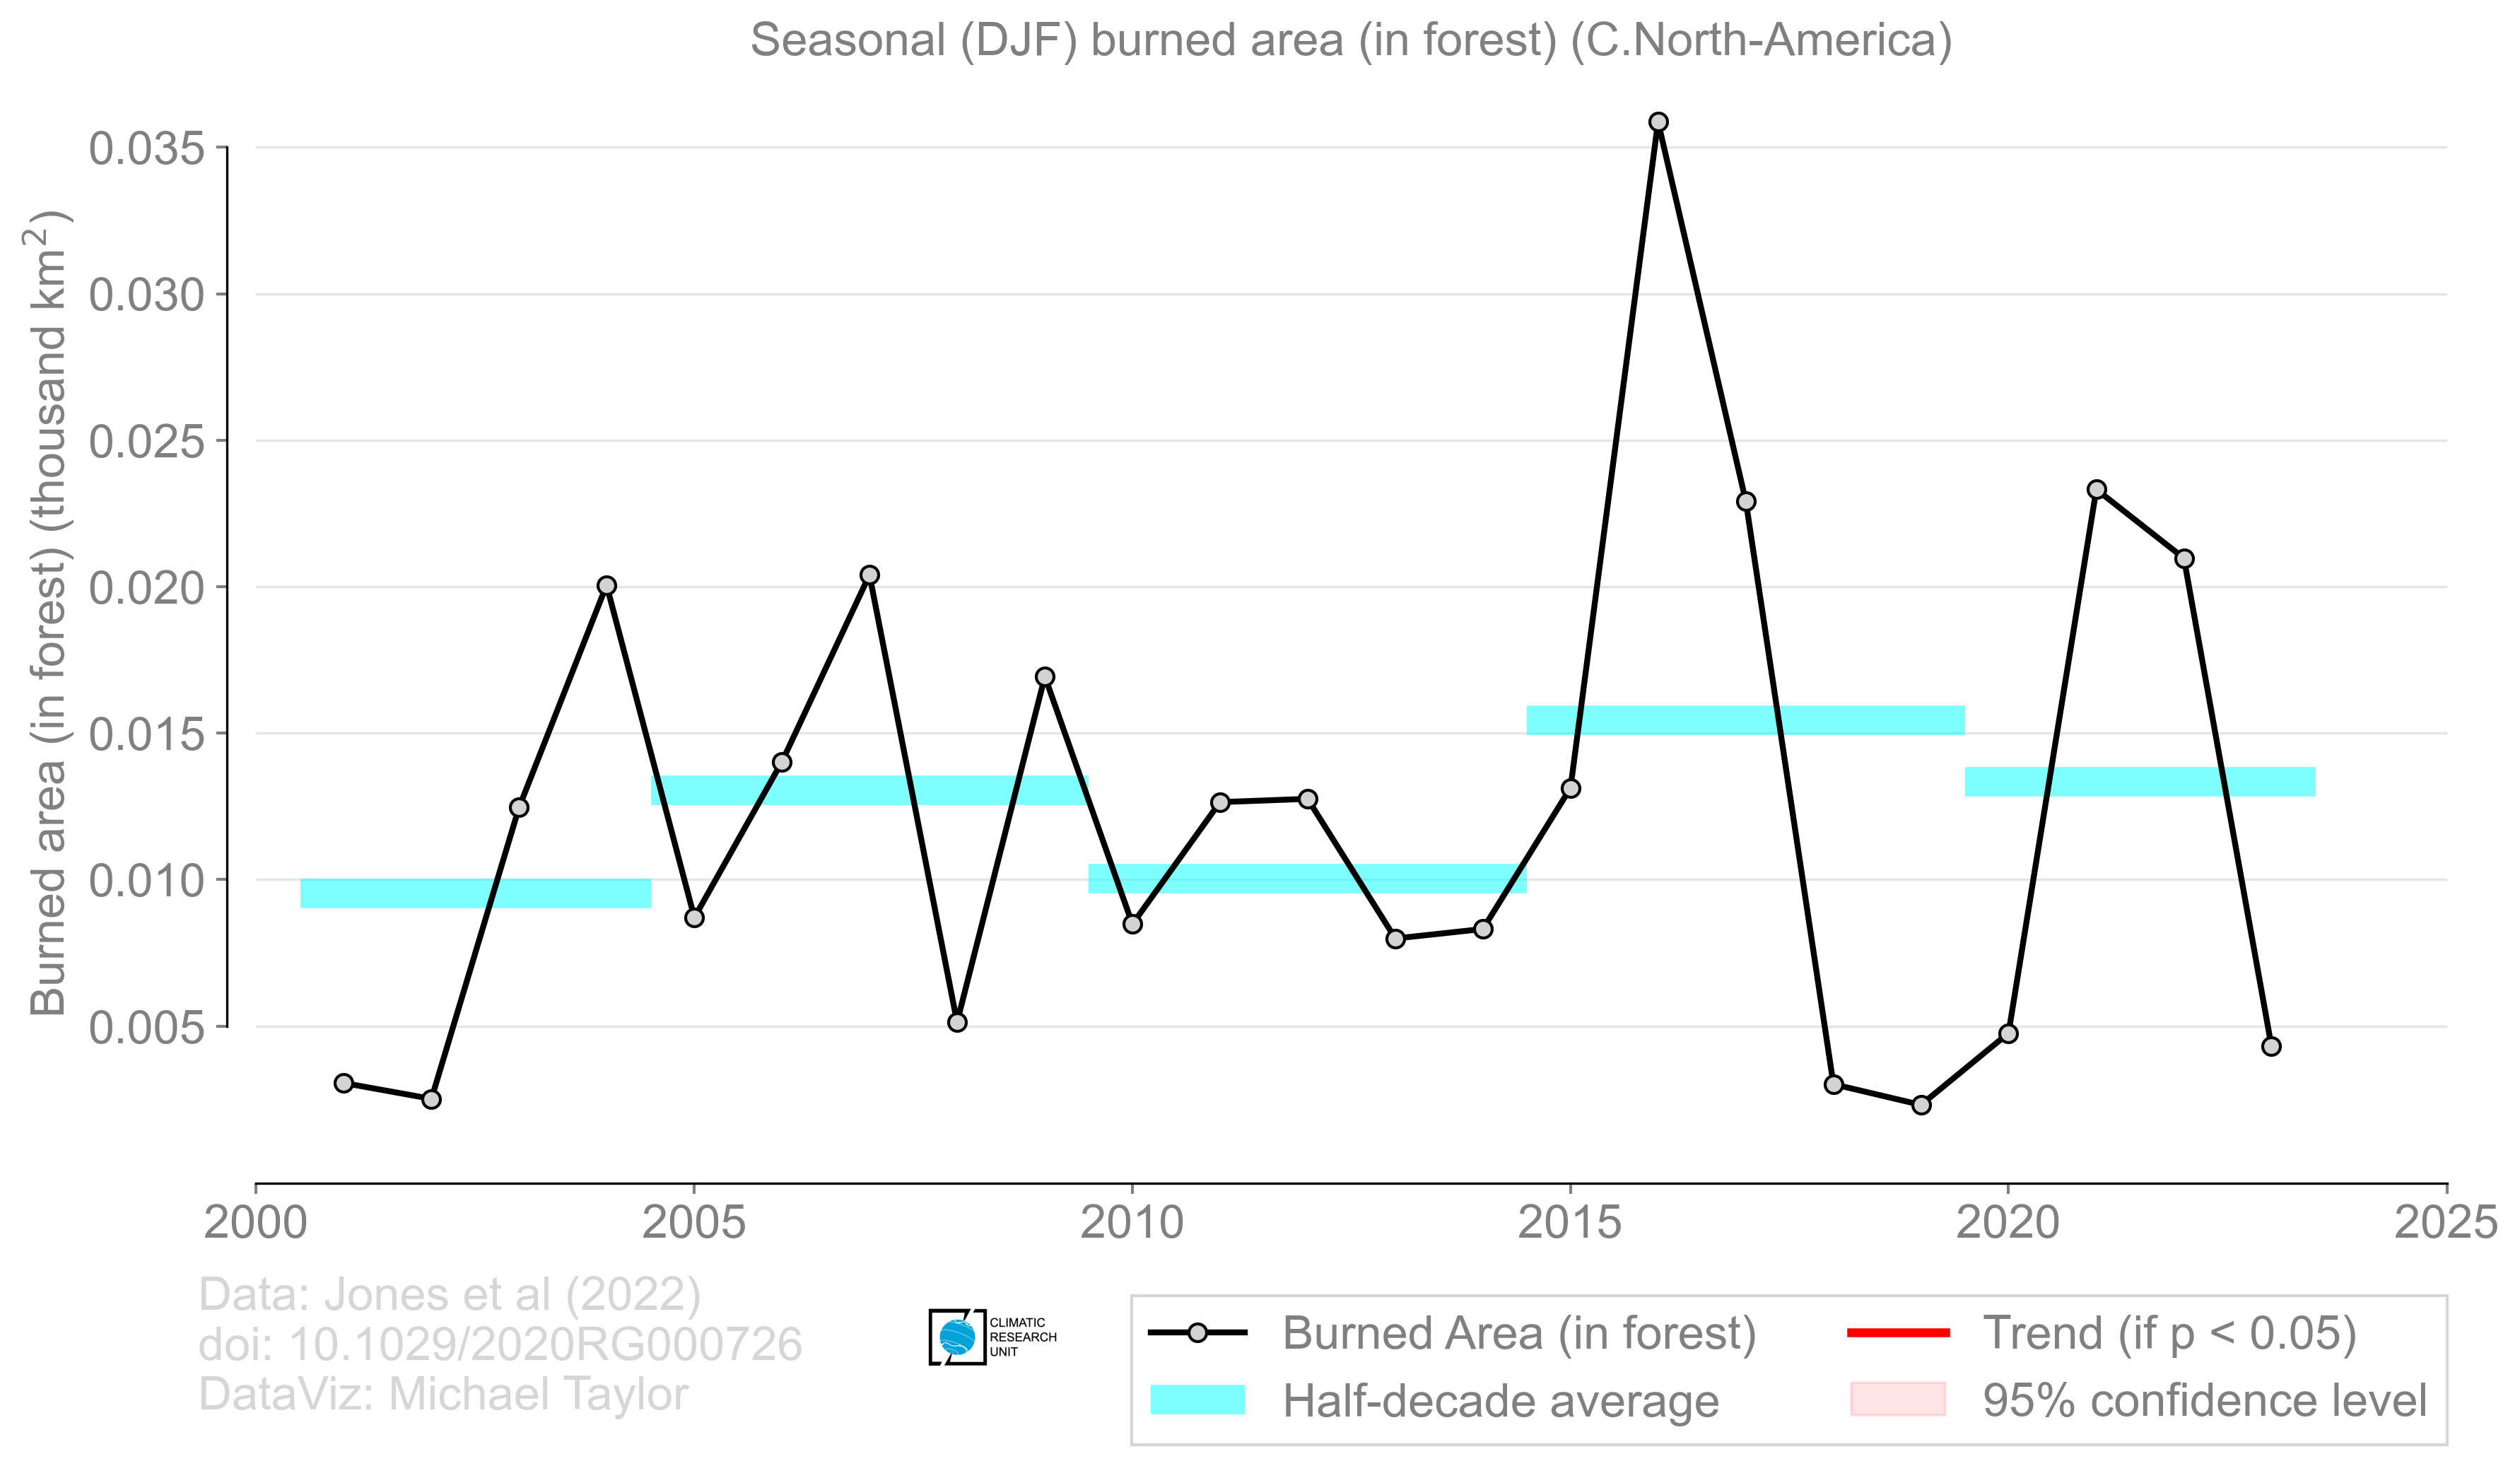 Seasonal (DJF) burned area (in forest) (C.North-America)
Burned area (in forest) (thousand km²)
0.035
0.030
0.025
0.020
0.015
0.010
0.005
2000 2005 2010 2015 2020 2025
Data: Jones et al (2022)
doi: 10.1029/2020RG000726
DataViz: Michael Taylor
CLIMATIC
RESEARCH
UNIT
Burned Area (in forest)
Half-decade average
Trend (if p < 0.05)
95% confidence level